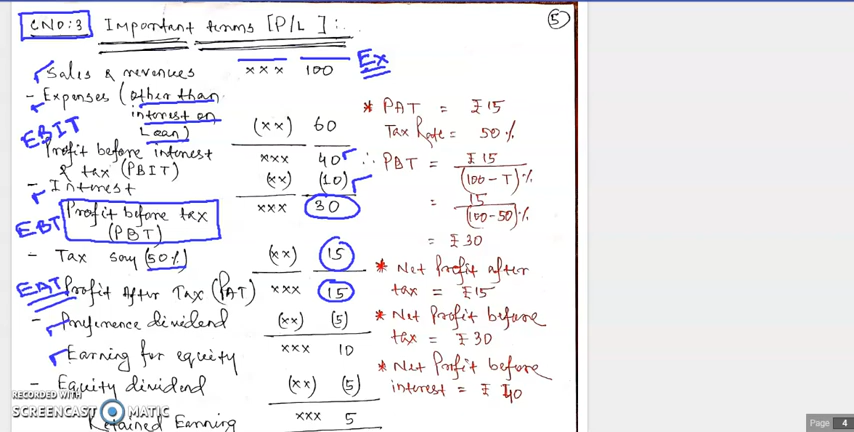 CNO:3 Important terms [P/L]:
5
Ex
Sales & revenues xxx 100
- Expenses (other than
interest on
Loan) (xx) 60
EBIT
Profit before interest xxx 40
& tax (PBIT)
- Interest (xx) (10)
EBT Profit before tax xxx 30
(PBT)
- Tax say (50%) (xx) 15
EAT Profit After Tax (PAT) xxx 15
- Preference dividend (xx) (5)
Earning for equity xxx 10
- Equity dividend (xx) (5)
Retained Earning xxx 5
* PAT = ₹15
Tax Rate = 50%
∴ PBT = ₹15
(100-T)%
= 15
(100-50)%
= ₹30
* Net Profit after
tax = ₹15
* Net Profit before
tax = ₹30
* Net Profit before
interest = ₹40
RECORDED WITH
SCREENCAST MATIC
Page 4